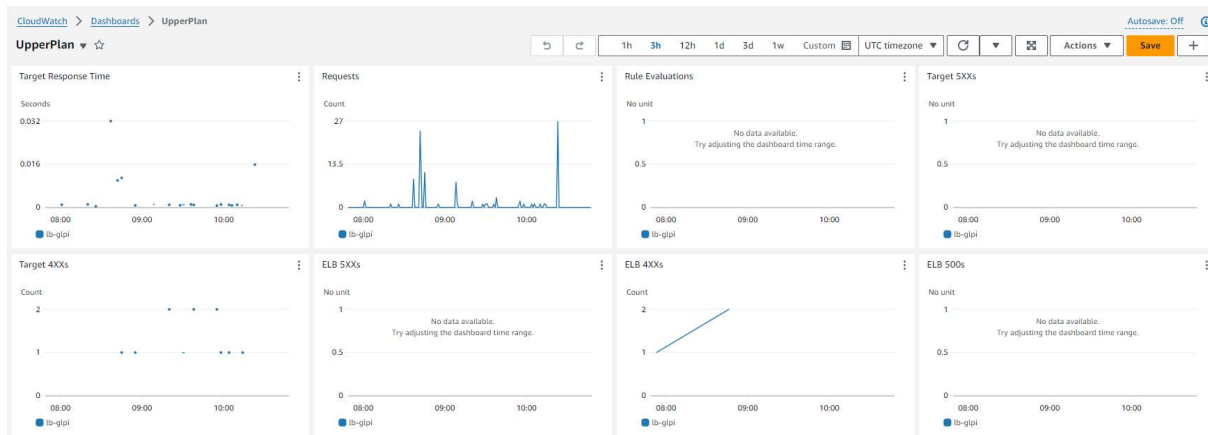 CloudWatch > Dashboards > UpperPlan
Autosave: Off
UpperPlan
1h 3h 12h 1d 3d 1w Custom UTC timezone Actions Save
Target Response Time
Seconds
0.032
0.016
0
08:00 09:00 10:00
lb-glpi
Requests
Count
27
13.5
0
08:00 09:00 10:00
lb-glpi
Rule Evaluations
No unit
1
No data available.
Try adjusting the dashboard time range.
0.5
0
08:00 09:00 10:00
lb-glpi
Target 5XXs
No unit
1
No data available.
Try adjusting the dashboard time range.
0.5
0
08:00 09:00 10:00
lb-glpi
Target 4XXs
Count
2
1
0
08:00 09:00 10:00
lb-glpi
ELB 5XXs
No unit
1
No data available.
Try adjusting the dashboard time range.
0.5
0
08:00 09:00 10:00
lb-glpi
ELB 4XXs
Count
2
1
0
08:00 09:00 10:00
lb-glpi
ELB 500s
No unit
1
No data available.
Try adjusting the dashboard time range.
0.5
0
08:00 09:00 10:00
lb-glpi